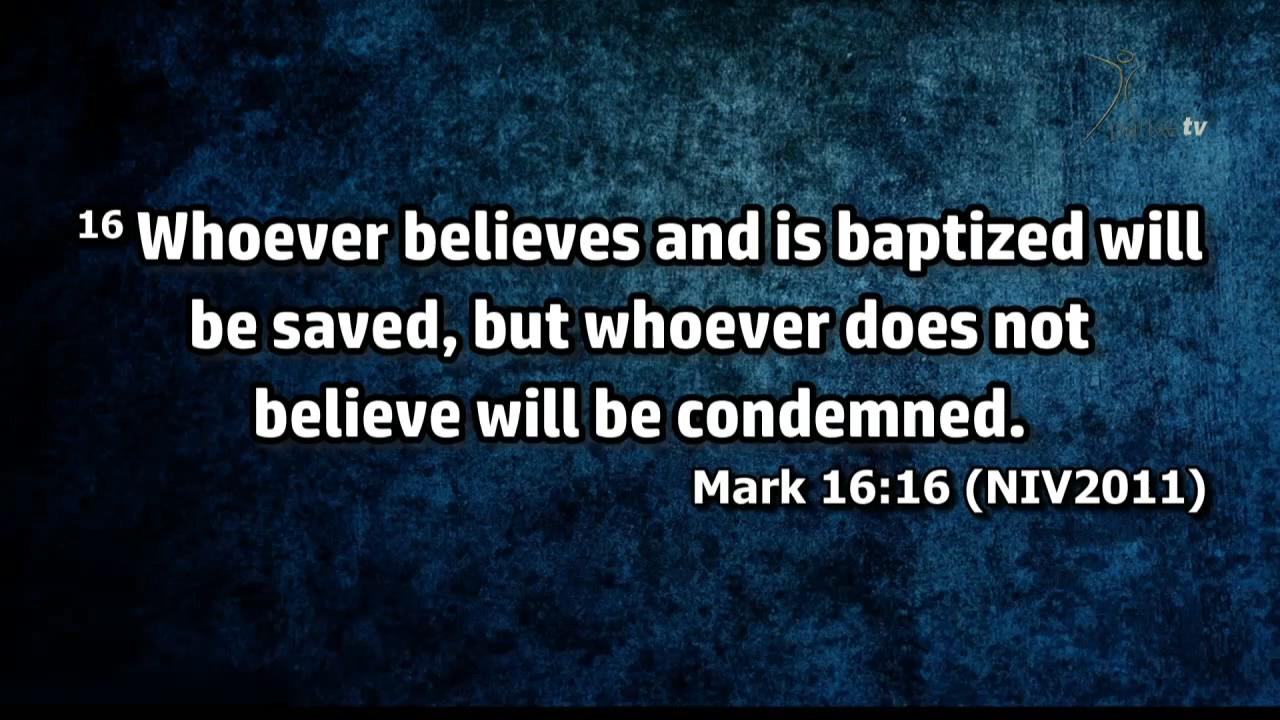 tv
16 Whoever believes and is baptized will
be saved, but whoever does not
believe will be condemned.
Mark 16:16 (NIV2011)